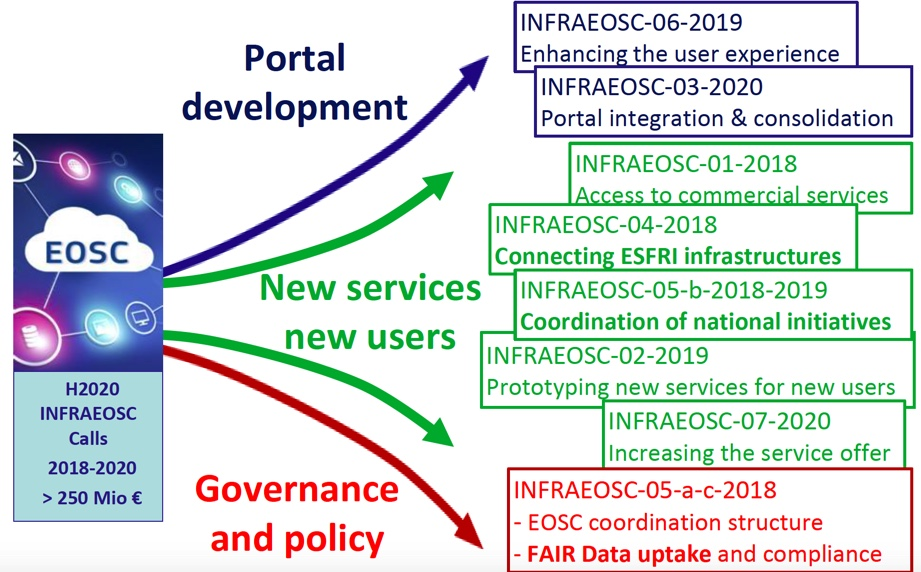 Portal
development
EOSC
H2020
INFRAEOSC
Calls
2018-2020
> 250 Mio €
New services
new users
Governance
and policy
INFRAEOSC-06-2019
Enhancing the user experience
INFRAEOSC-03-2020
Portal integration & consolidation
INFRAEOSC-01-2018
Access to commercial services
INFRAEOSC-04-2018
Connecting ESFRI infrastructures
INFRAEOSC-05-b-2018-2019
Coordination of national initiatives
INFRAEOSC-02-2019
Prototyping new services for new users
INFRAEOSC-07-2020
Increasing the service offer
INFRAEOSC-05-a-c-2018
- EOSC coordination structure
- FAIR Data uptake and compliance